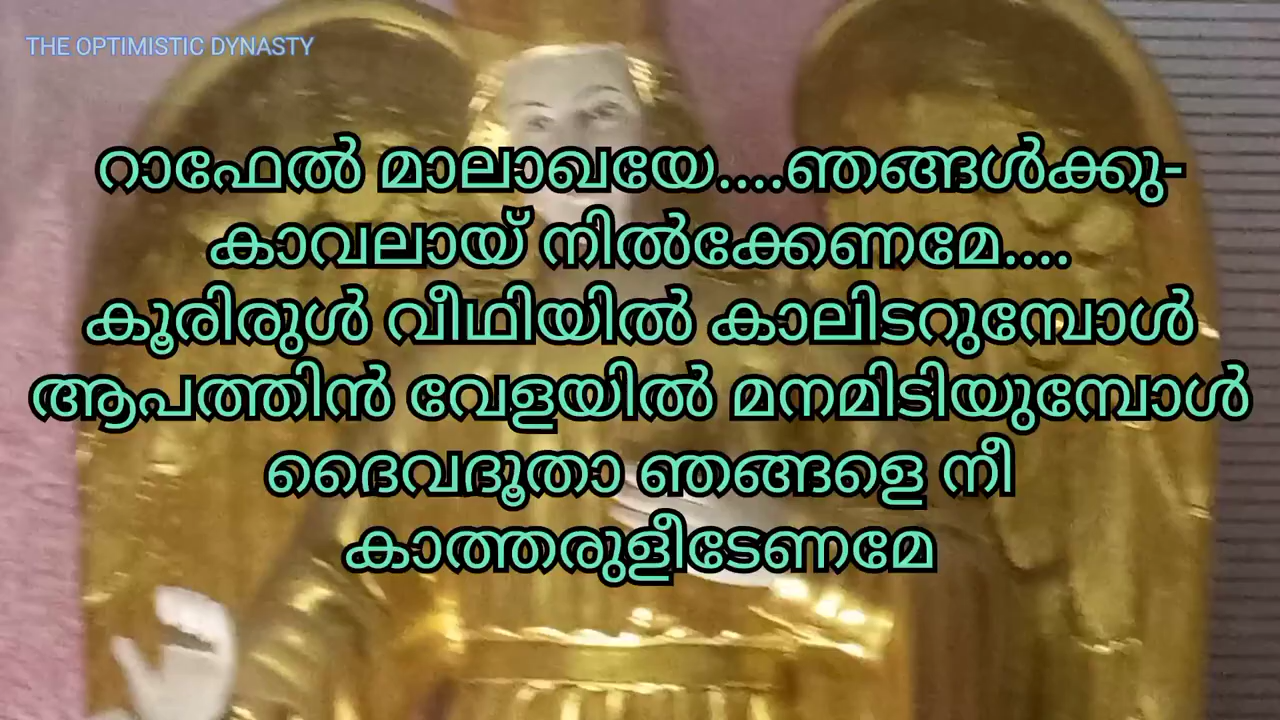 THE OPTIMISTIC DYNASTY
റാഫേൽ മാലാഖയേ....ഞങ്ങൾക്കു-
കാവലായ് നിൽക്കേണമേ....
കൂരിരുൾ വീഥിയിൽ കാലിടറുമ്പോൾ
ആപത്തിൻ വേളയിൽ മനമിടിയുമ്പോൾ
ദൈവദൂതാ ഞങ്ങളെ നീ
കാത്തരുളീടേണമേ